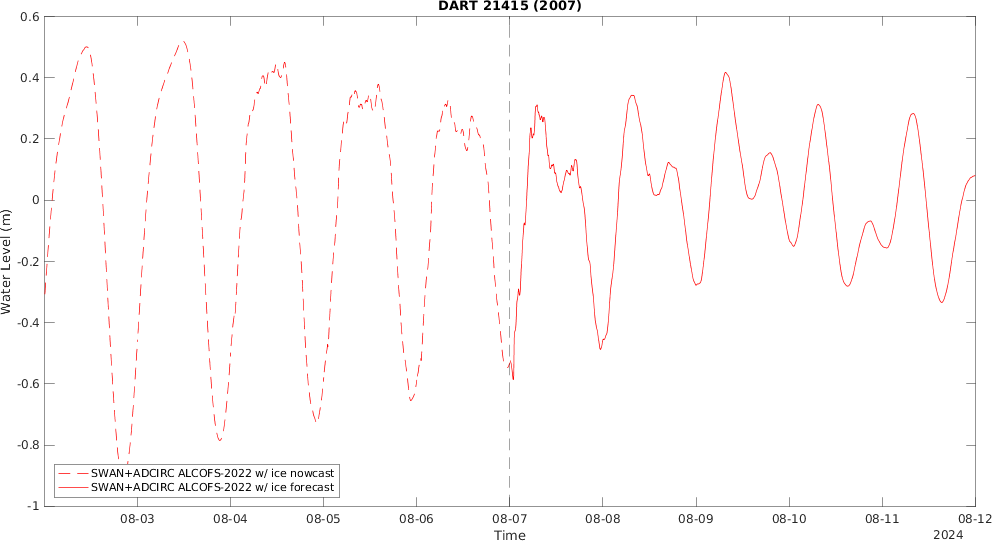 DART 21415 (2007)
0.6
0.4
0.2
0
-0.2
-0.4
-0.6
-0.8
-1
Water Level (m)
SWAN+ADCIRC ALCOFS-2022 w/ ice nowcast
SWAN+ADCIRC ALCOFS-2022 w/ ice forecast
08-03 08-04 08-05 08-06 08-07 08-08 08-09 08-10 08-11 08-12
Time
2024